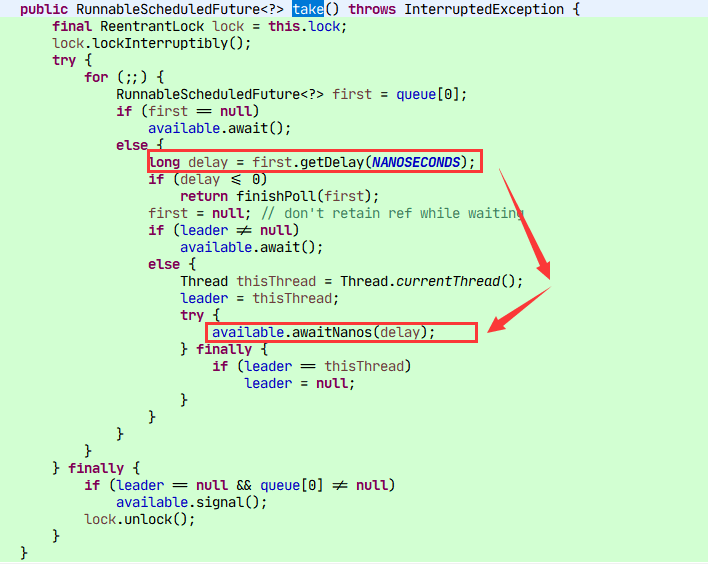 public RunnableScheduledFuture<?> take() throws InterruptedException {
    final ReentrantLock lock = this.lock;
    lock.lockInterruptibly();
    try {
        for (;;) {
            RunnableScheduledFuture<?> first = queue[0];
            if (first == null)
                available.await();
            else {
                long delay = first.getDelay(NANOSECONDS);
                if (delay <= 0)
                    return finishPoll(first);
                first = null; // don't retain ref while waiting
                if (leader != null)
                    available.await();
                else {
                    Thread thisThread = Thread.currentThread();
                    leader = thisThread;
                    try {
                        available.awaitNanos(delay);
                    } finally {
                        if (leader == thisThread)
                            leader = null;
                    }
                }
            }
        }
    } finally {
        if (leader == null && queue[0] != null)
            available.signal();
        lock.unlock();
    }
}